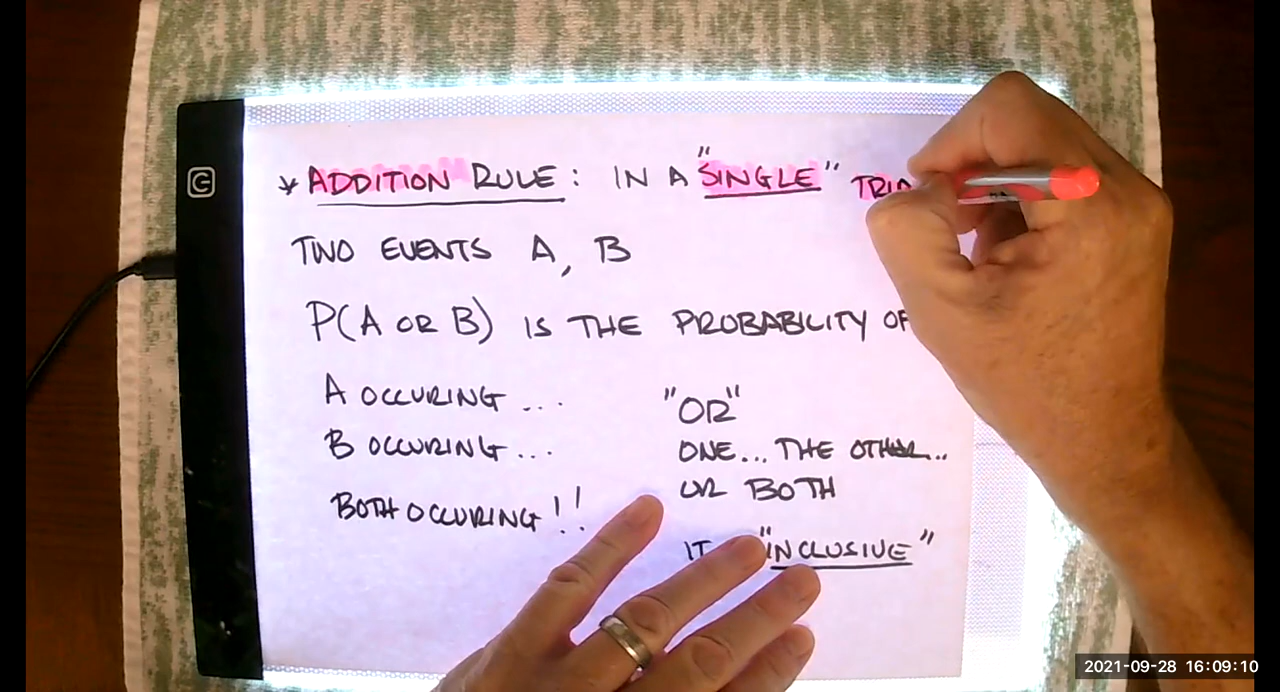 * ADDITION RULE: IN A "SINGLE"
TWO EVENTS A, B
P(A OR B) IS THE PROBABILITY OF
A OCCURING ...
B OCCURING ...
BOTH OCCURING !!
"OR"
ONE... THE OTHER..
OR BOTH
IT "INCLUSIVE"
2021-09-28 16:09:10